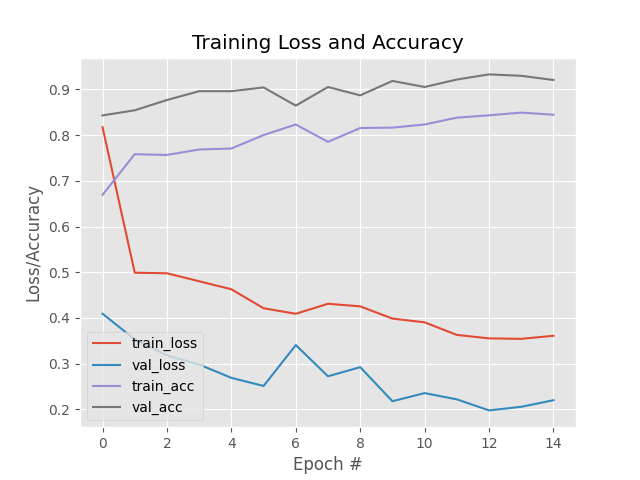 Training Loss and Accuracy
Loss/Accuracy
0.9
0.8
0.7
0.6
0.5
0.4
0.3
0.2
train_loss
val_loss
train_acc
val_acc
0 2 4 6 8 10 12 14
Epoch #